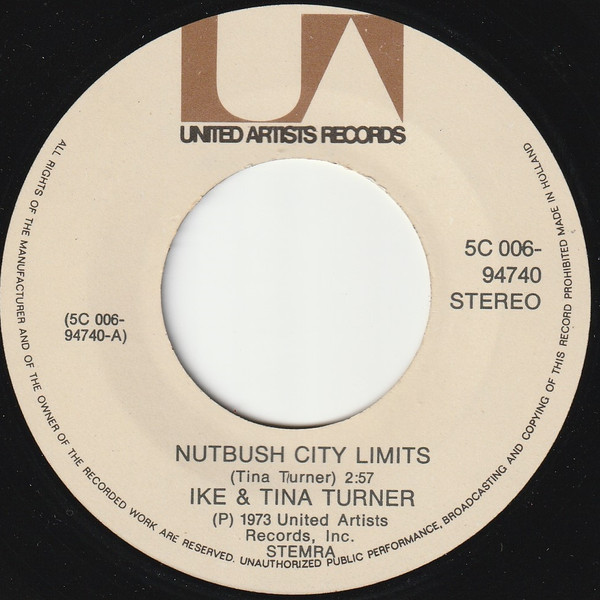 UA
UNITED ARTISTS RECORDS
5C 006-
94740
STEREO
(5C 006-
94740-A)
NUTBUSH CITY LIMITS
(Tina Turner) 2:57
IKE & TINA TURNER
(P) 1973 United Artists
Records, Inc.
STEMRA
ALL RIGHTS OF THE MANUFACTURER AND OF THE OWNER OF THE RECORDED WORK ARE RESERVED. UNAUTHORIZED PUBLIC PERFORMANCE, BROADCASTING AND COPYING OF THIS RECORD PROHIBITED MADE IN HOLLAND